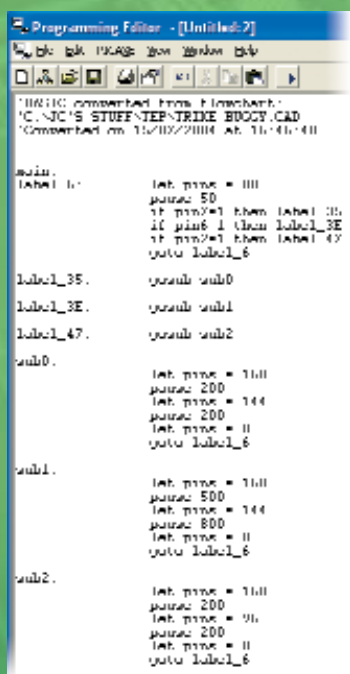 Programming Editor - [Untitled:2]
File Edit PICAXE View Window Help
'BASIC converted from flowchart:
'C:\JC'S STUFF\TEP\TRIKE BUGGY.CAD
'Converted on 15/02/2004 at 16:46:40
main:
label_6: let pins = 
pause 50
if pin7=1 then label_35
if pin6=1 then label_3E
if pin2=1 then label_47
goto label_6
label_35: gosub sub0
label_3E: gosub sub1
label_47: gosub sub2
sub0:
let pins = 160
pause 200
let pins = 144
pause 200
let pins = 0
goto label_6
sub1:
let pins = 160
pause 500
let pins = 144
pause 800
let pins = 0
goto label_6
sub2:
let pins = 160
pause 200
let pins = 96
pause 200
let pins = 0
goto label_6